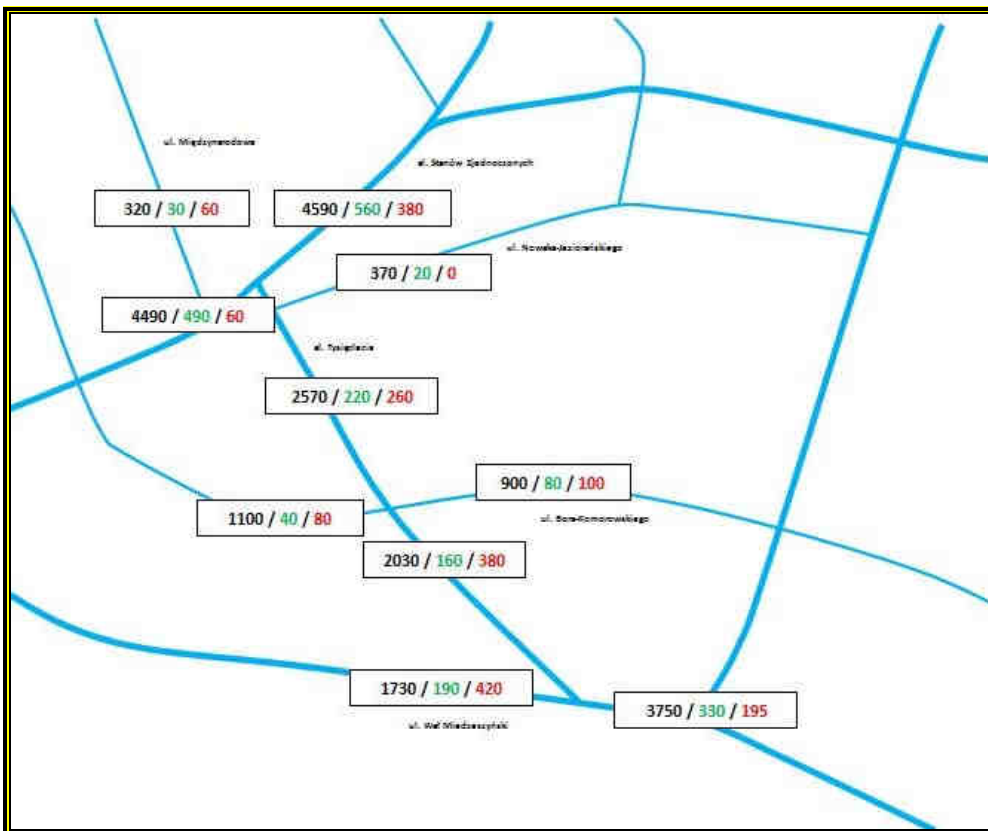 ul. Międzynarodowa
al. Stanów Zjednoczonych
320 / 30 / 60
4590 / 560 / 380
ul. Nowaka-Jeziorańskiego
370 / 20 / 0
4490 / 490 / 60
al. Tysiąclecia
2570 / 220 / 260
900 / 80 / 100
1100 / 40 / 80
ul. Bora-Komorowskiego
2030 / 160 / 380
1730 / 190 / 420
3750 / 330 / 195
ul. Wał Miedzeszyński